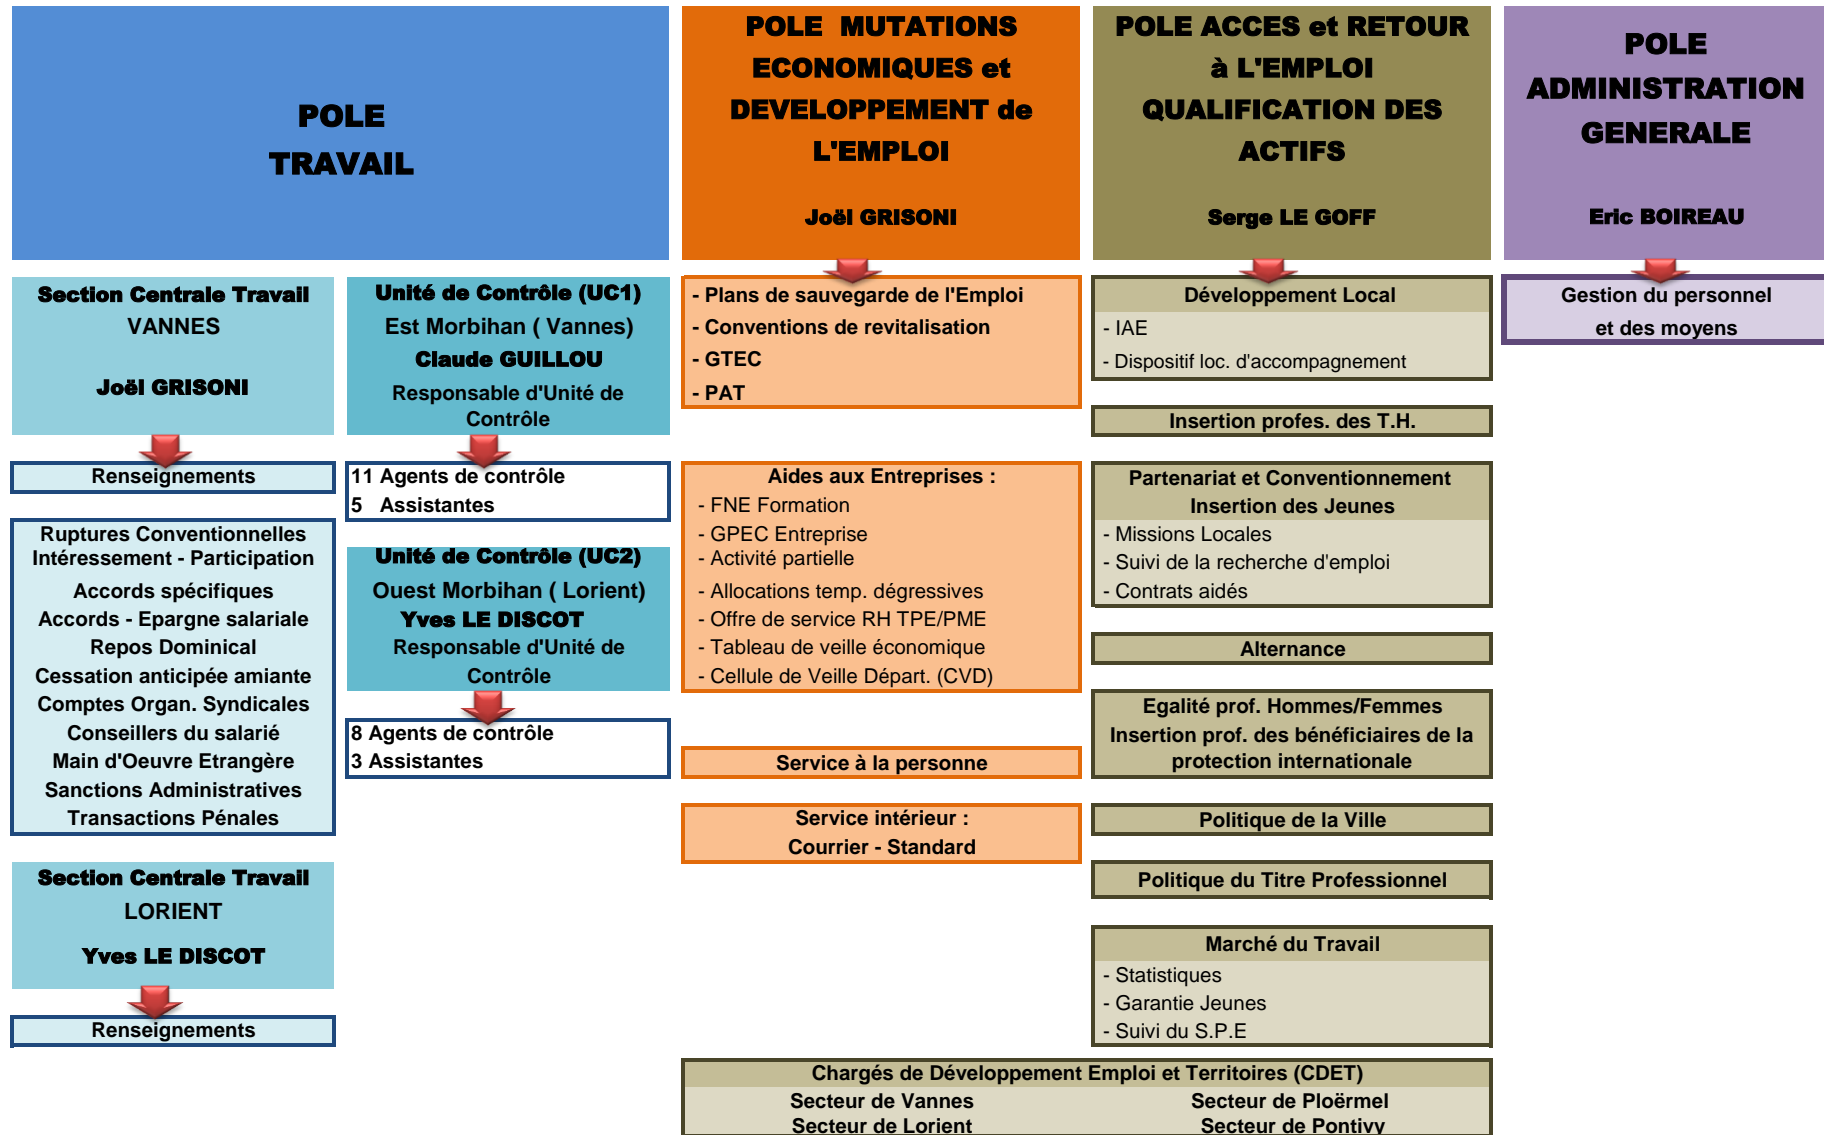 POLE
TRAVAIL
Section Centrale Travail
VANNES
Joël GRISONI
Renseignements
Ruptures Conventionnelles
Intéressement - Participation
Accords spécifiques
Accords - Epargne salariale
Repos Dominical
Cessation anticipée amiante
Comptes Organ. Syndicales
Conseillers du salarié
Main d'Oeuvre Etrangère
Sanctions Administratives
Transactions Pénales
Section Centrale Travail
LORIENT
Yves LE DISCOT
Renseignements
Unité de Contrôle (UC1)
Est Morbihan ( Vannes)
Claude GUILLOU
Responsable d'Unité de
Contrôle
11 Agents de contrôle
5 Assistantes
Unité de Contrôle (UC2)
Ouest Morbihan ( Lorient)
Yves LE DISCOT
Responsable d'Unité de
Contrôle
8 Agents de contrôle
3 Assistantes
POLE MUTATIONS
ECONOMIQUES et
DEVELOPPEMENT de
L'EMPLOI
Joël GRISONI
- Plans de sauvegarde de l'Emploi
- Conventions de revitalisation
- GTEC
- PAT
Aides aux Entreprises :
- FNE Formation
- GPEC Entreprise
- Activité partielle
- Allocations temp. dégressives
- Offre de service RH TPE/PME
- Tableau de veille économique
- Cellule de Veille Départ. (CVD)
Service à la personne
Service intérieur :
Courrier - Standard
POLE ACCES et RETOUR
à L'EMPLOI
QUALIFICATION DES
ACTIFS
Serge LE GOFF
Développement Local
- IAE
- Dispositif loc. d'accompagnement
Insertion profes. des T.H.
Partenariat et Conventionnement
Insertion des Jeunes
- Missions Locales
- Suivi de la recherche d'emploi
- Contrats aidés
Alternance
Egalité prof. Hommes/Femmes
Insertion prof. des bénéficiaires de la
protection internationale
Politique de la Ville
Politique du Titre Professionnel
Marché du Travail
- Statistiques
- Garantie Jeunes
- Suivi du S.P.E
POLE
ADMINISTRATION
GENERALE
Eric BOIREAU
Gestion du personnel
et des moyens
Chargés de Développement Emploi et Territoires (CDET)
Secteur de Vannes
Secteur de Ploërmel
Secteur de Lorient
Secteur de Pontivy